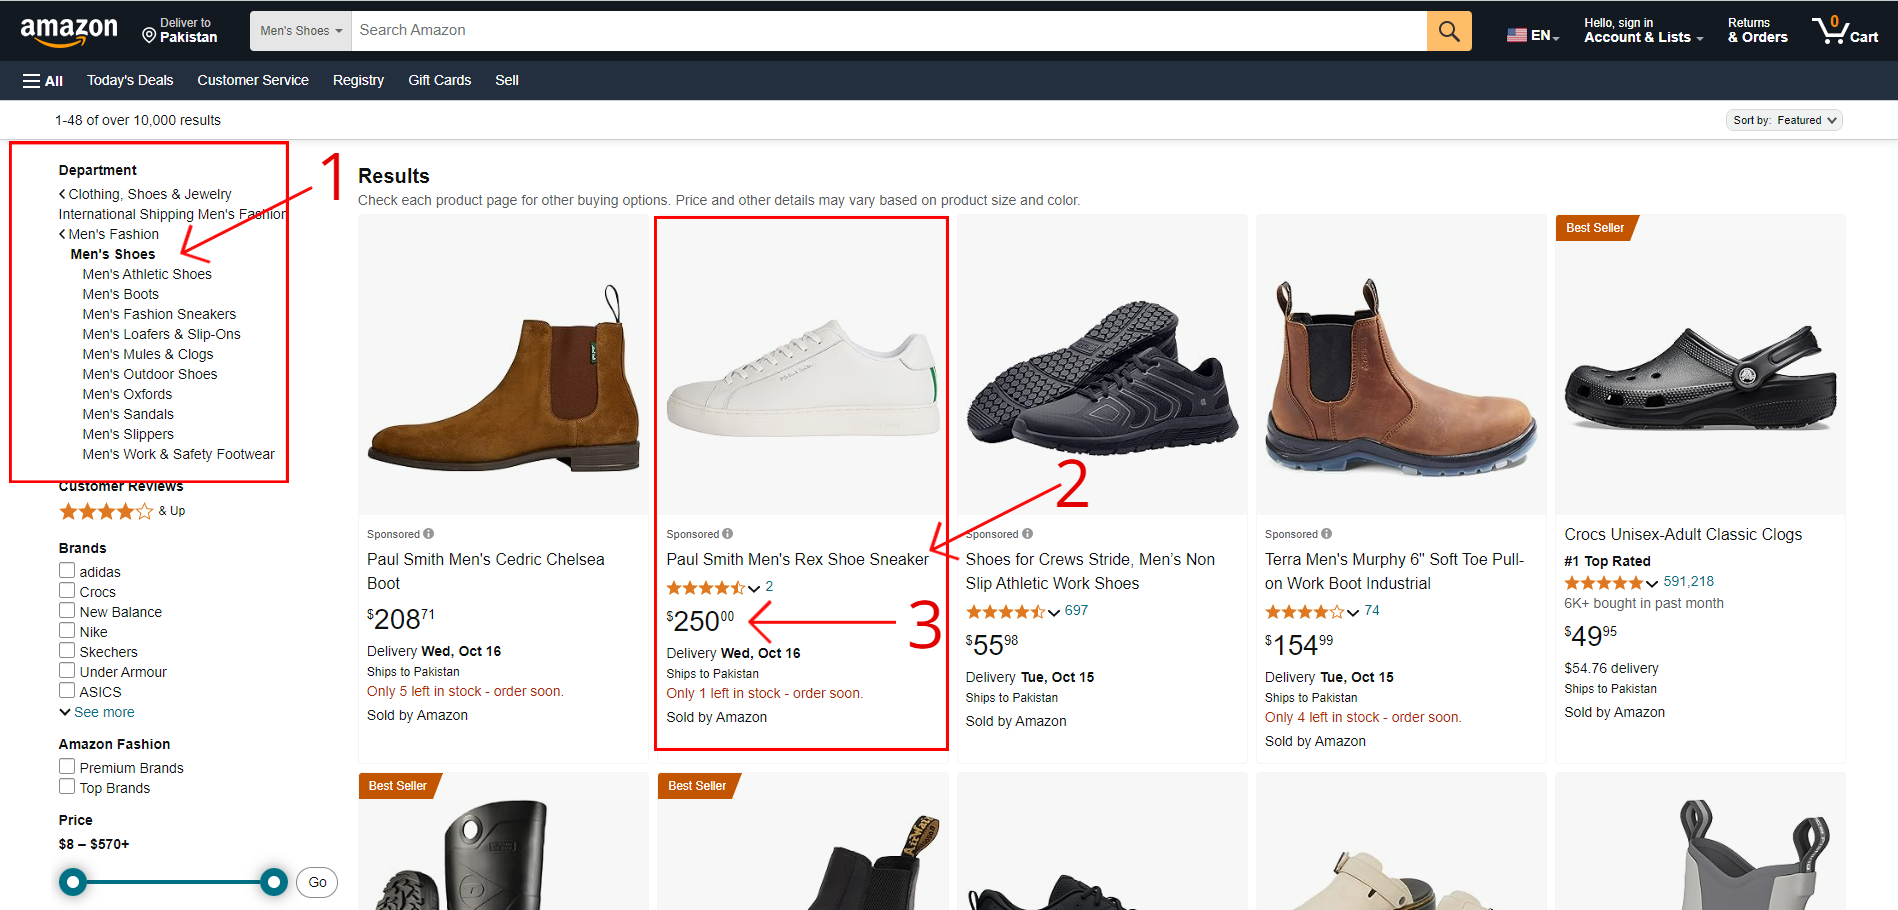 amazon
Deliver to
Pakistan
Men's Shoes
Search Amazon
EN
Hello, sign in
Account & Lists
Returns
& Orders
0
Cart
All
Today's Deals
Customer Service
Registry
Gift Cards
Sell
1-48 of over 10,000 results
Sort by: Featured
Department
Clothing, Shoes & Jewelry
International Shipping Men's Fashion
Men's Fashion
Men's Shoes
Men's Athletic Shoes
Men's Boots
Men's Fashion Sneakers
Men's Loafers & Slip-Ons
Men's Mules & Clogs
Men's Outdoor Shoes
Men's Oxfords
Men's Sandals
Men's Slippers
Men's Work & Safety Footwear
1
Customer Reviews
& Up
Brands
adidas
Crocs
New Balance
Nike
Skechers
Under Armour
ASICS
See more
Amazon Fashion
Premium Brands
Top Brands
Price
$8 – $570+
Go
Results
Check each product page for other buying options. Price and other details may vary based on product size and color.
Sponsored
Paul Smith Men's Cedric Chelsea
Boot
$20871
Delivery Wed, Oct 16
Ships to Pakistan
Only 5 left in stock - order soon.
Sold by Amazon
Sponsored
Paul Smith Men's Rex Shoe Sneaker
2
2
$25000
3
Delivery Wed, Oct 16
Ships to Pakistan
Only 1 left in stock - order soon.
Sold by Amazon
Sponsored
Shoes for Crews Stride, Men’s Non
Slip Athletic Work Shoes
697
$5598
Delivery Tue, Oct 15
Ships to Pakistan
Sold by Amazon
Sponsored
Terra Men's Murphy 6" Soft Toe Pull-
on Work Boot Industrial
74
$15499
Delivery Tue, Oct 15
Ships to Pakistan
Only 4 left in stock - order soon.
Sold by Amazon
Best Seller
Crocs Unisex-Adult Classic Clogs
#1 Top Rated
591,218
6K+ bought in past month
$4995
$54.76 delivery
Ships to Pakistan
Sold by Amazon
Best Seller
Best Seller
AirWair